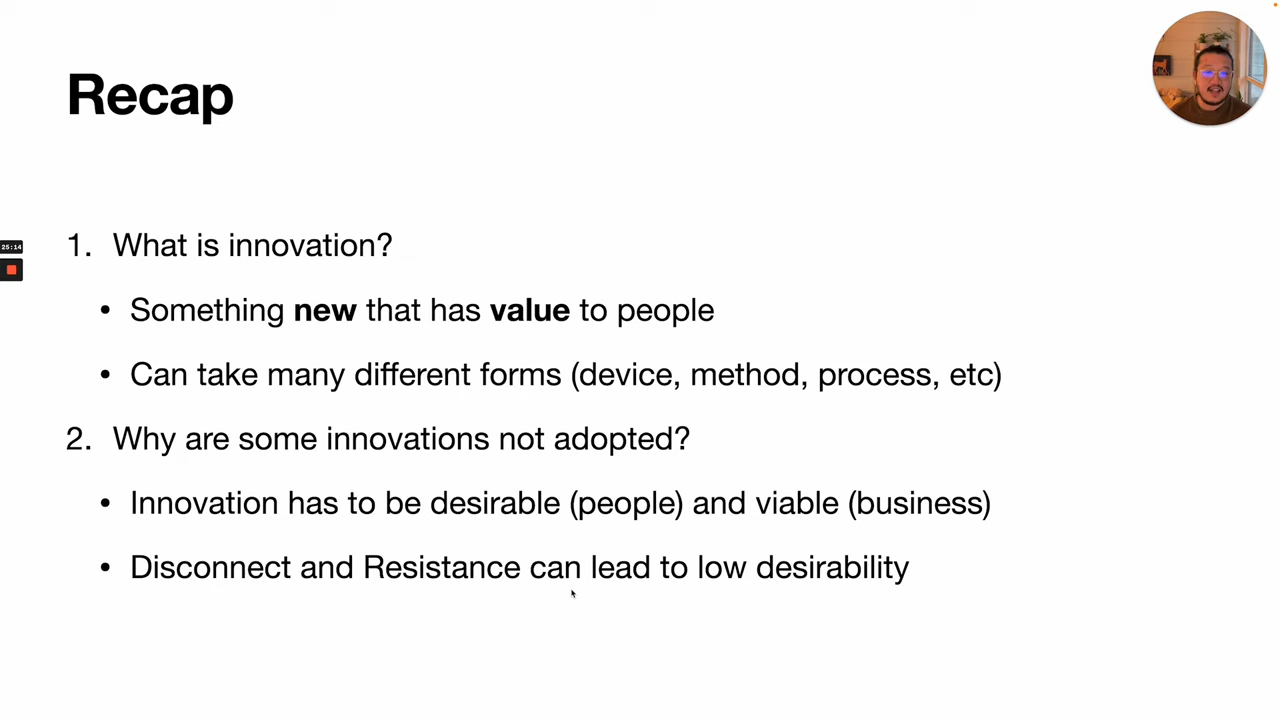 Recap
25:14
1. What is innovation?
• Something new that has value to people
• Can take many different forms (device, method, process, etc)
2. Why are some innovations not adopted?
• Innovation has to be desirable (people) and viable (business)
• Disconnect and Resistance can lead to low desirability